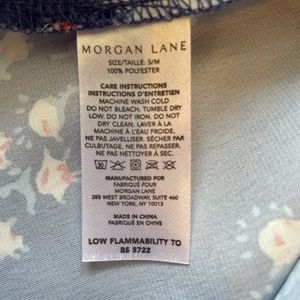 MORGAN LANE
SIZE/TAILLE: S/M
100% POLYESTER
CARE INSTRUCTIONS
INSTRUCTIONS D'ENTRETIEN
MACHINE WASH COLD
DO NOT BLEACH. TUMBLE DRY
LOW. DO NOT IRON. DO NOT
DRY CLEAN. LAVER À LA
MACHINE À L'EAU FROIDE.
NE PAS JAVELLISER. SÉCHER PAR
CULBUTAGE. NE PAS REPASSER.
NE PAS NETTOYER À SEC.
MANUFACTURED FOR
FABRIQUÉ POUR
MORGAN LANE
285 WEST BROADWAY, SUITE 460
NEW YORK, NY 10013
MADE IN CHINA
FABRIQUÉ EN CHINE
LOW FLAMMABILITY TO
BS 5722